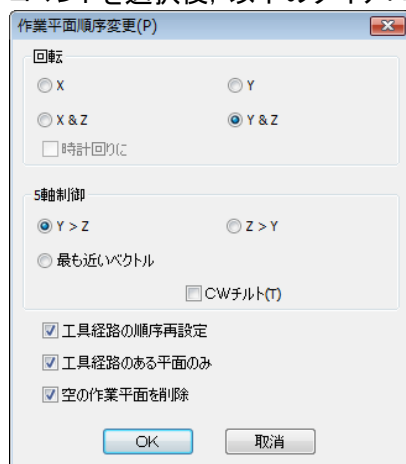 作業平面順序変更(P)
回転
X
Y
X & Z
Y & Z
時計回りに
5軸制御
Y > Z
Z > Y
最も近いベクトル
CWチルト(T)
工具経路の順序再設定
工具経路のある平面のみ
空の作業平面を削除
OK
取消